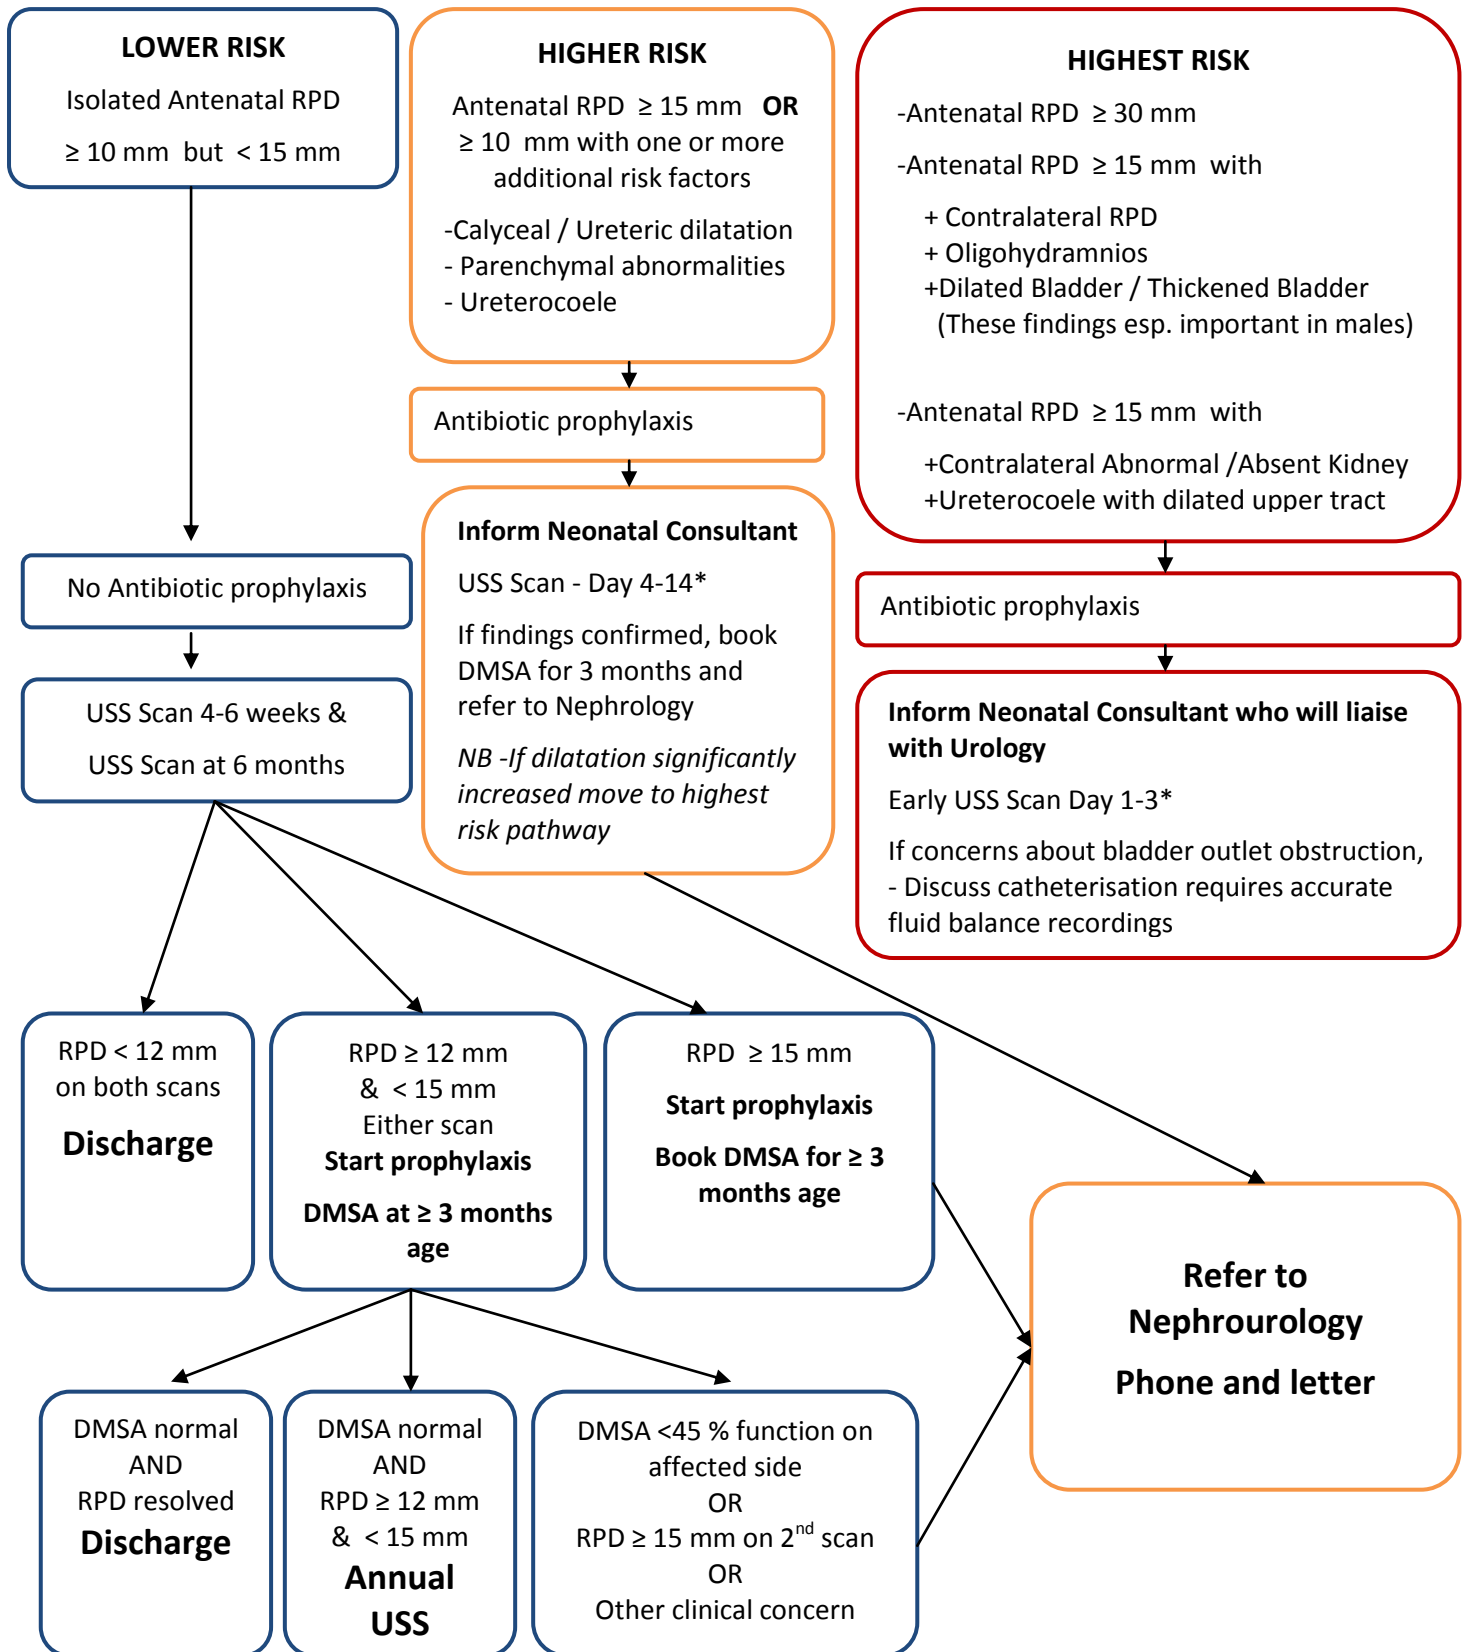 LOWER RISK
Isolated Antenatal RPD
≥ 10 mm but < 15 mm
HIGHER RISK
Antenatal RPD ≥ 15 mm OR
≥ 10 mm with one or more
additional risk factors
-Calyceal / Ureteric dilatation
- Parenchymal abnormalities
- Ureterocoele
HIGHEST RISK
-Antenatal RPD ≥ 30 mm
-Antenatal RPD ≥ 15 mm with
+ Contralateral RPD
+ Oligohydramnios
+Dilated Bladder / Thickened Bladder
(These findings esp. important in males)
-Antenatal RPD ≥ 15 mm with
+Contralateral Abnormal /Absent Kidney
+Ureterocoele with dilated upper tract
No Antibiotic prophylaxis
Antibiotic prophylaxis
Antibiotic prophylaxis
USS Scan 4-6 weeks &
USS Scan at 6 months
Inform Neonatal Consultant
USS Scan - Day 4-14*
If findings confirmed, book
DMSA for 3 months and
refer to Nephrology
NB -If dilatation significantly
increased move to highest
risk pathway
Inform Neonatal Consultant who will liaise
with Urology
Early USS Scan Day 1-3*
If concerns about bladder outlet obstruction,
- Discuss catheterisation requires accurate
fluid balance recordings
RPD < 12 mm
on both scans
Discharge
RPD ≥ 12 mm
& < 15 mm
Either scan
Start prophylaxis
DMSA at ≥ 3 months
age
RPD ≥ 15 mm
Start prophylaxis
Book DMSA for ≥ 3
months age
Refer to
Nephrourology
Phone and letter
DMSA normal
AND
RPD resolved
Discharge
DMSA normal
AND
RPD ≥ 12 mm
& < 15 mm
Annual
USS
DMSA <45 % function on
affected side
OR
RPD ≥ 15 mm on 2nd scan
OR
Other clinical concern